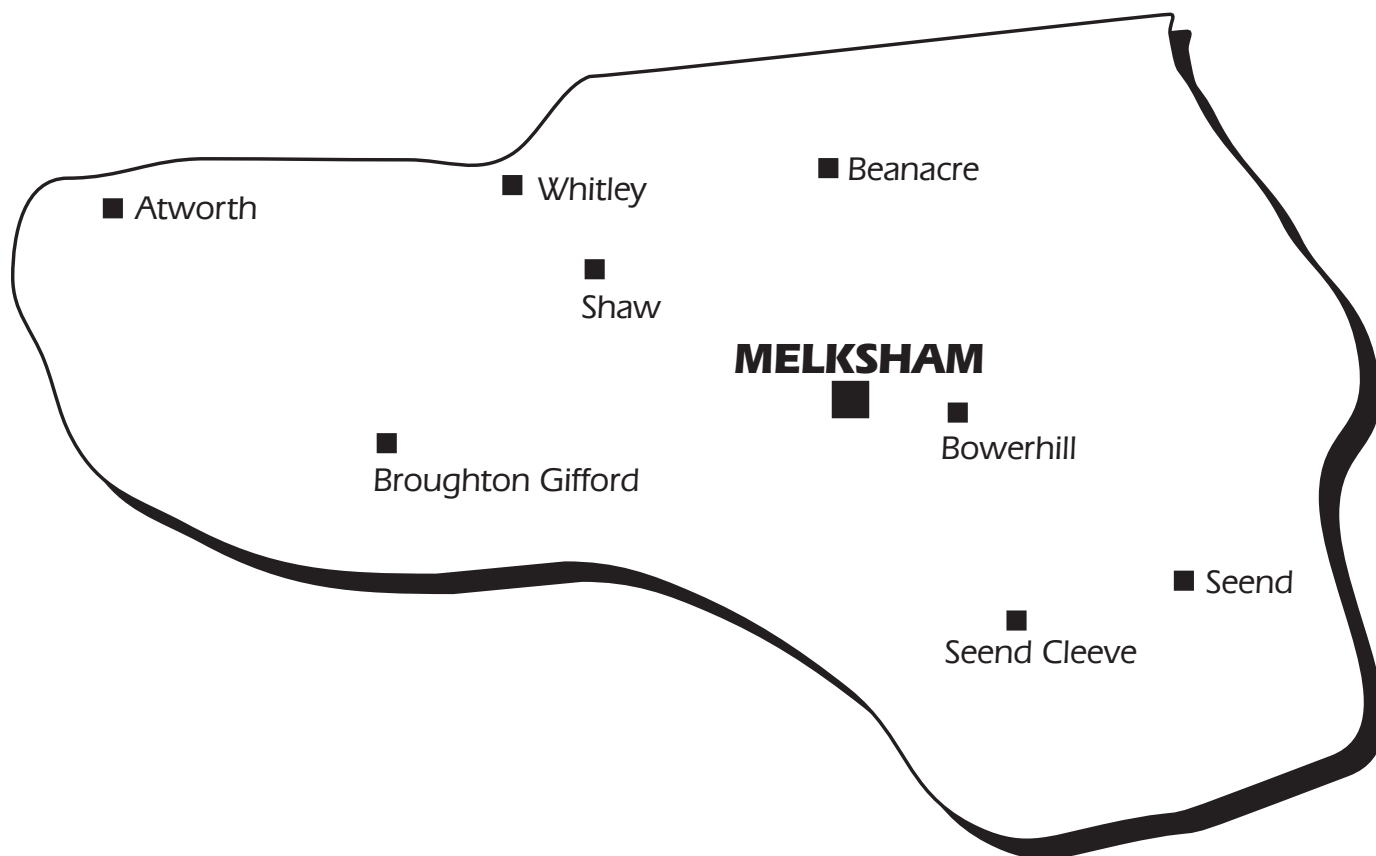 Beanacre
Whitley
Atworth
Shaw
MELKSHAM
Bowerhill
Broughton Gifford
Seend
Seend Cleeve